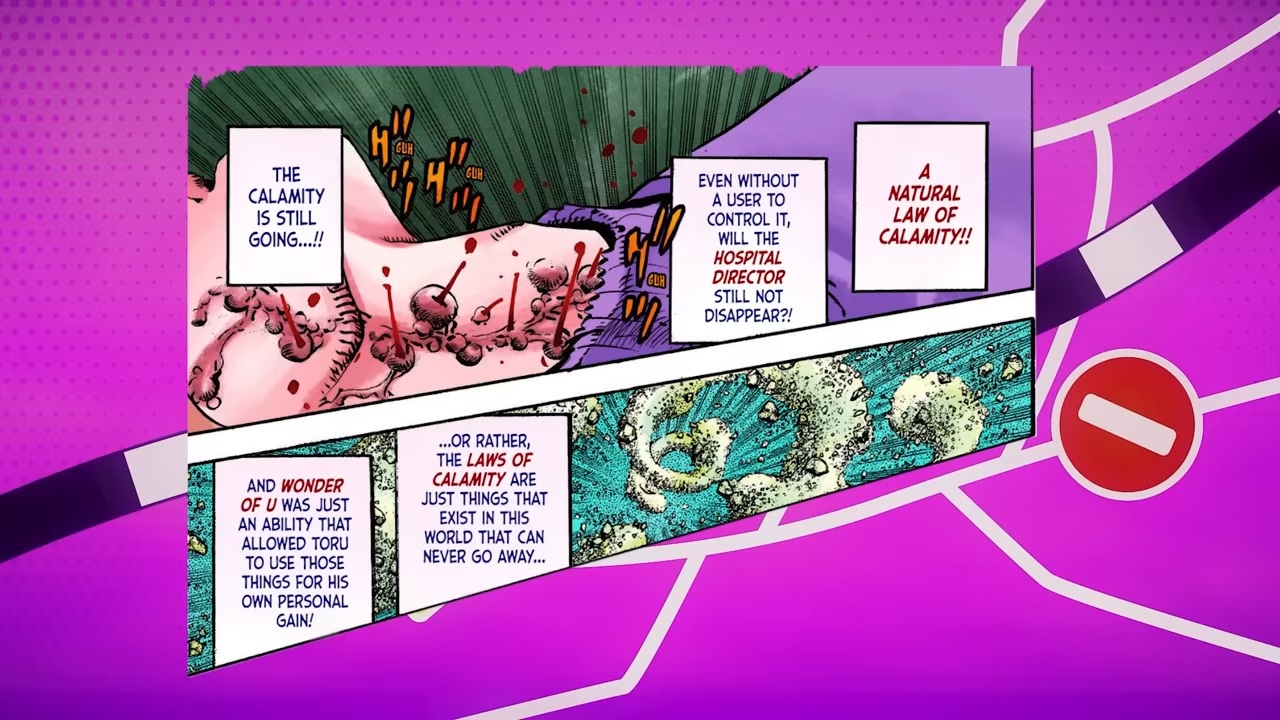 A
NATURAL
LAW OF
CALAMITY!!
EVEN WITHOUT
A USER TO
CONTROL IT,
WILL THE
HOSPITAL
DIRECTOR
STILL NOT
DISAPPEAR?!
H
GUH
H
GUH
H
GUH
THE
CALAMITY
IS STILL
GOING...!!
...OR RATHER,
THE LAWS OF
CALAMITY ARE
JUST THINGS THAT
EXIST IN THIS
WORLD THAT CAN
NEVER GO AWAY...
AND WONDER
OF U WAS JUST
AN ABILITY THAT
ALLOWED TORU
TO USE THOSE
THINGS FOR HIS
OWN PERSONAL
GAIN!